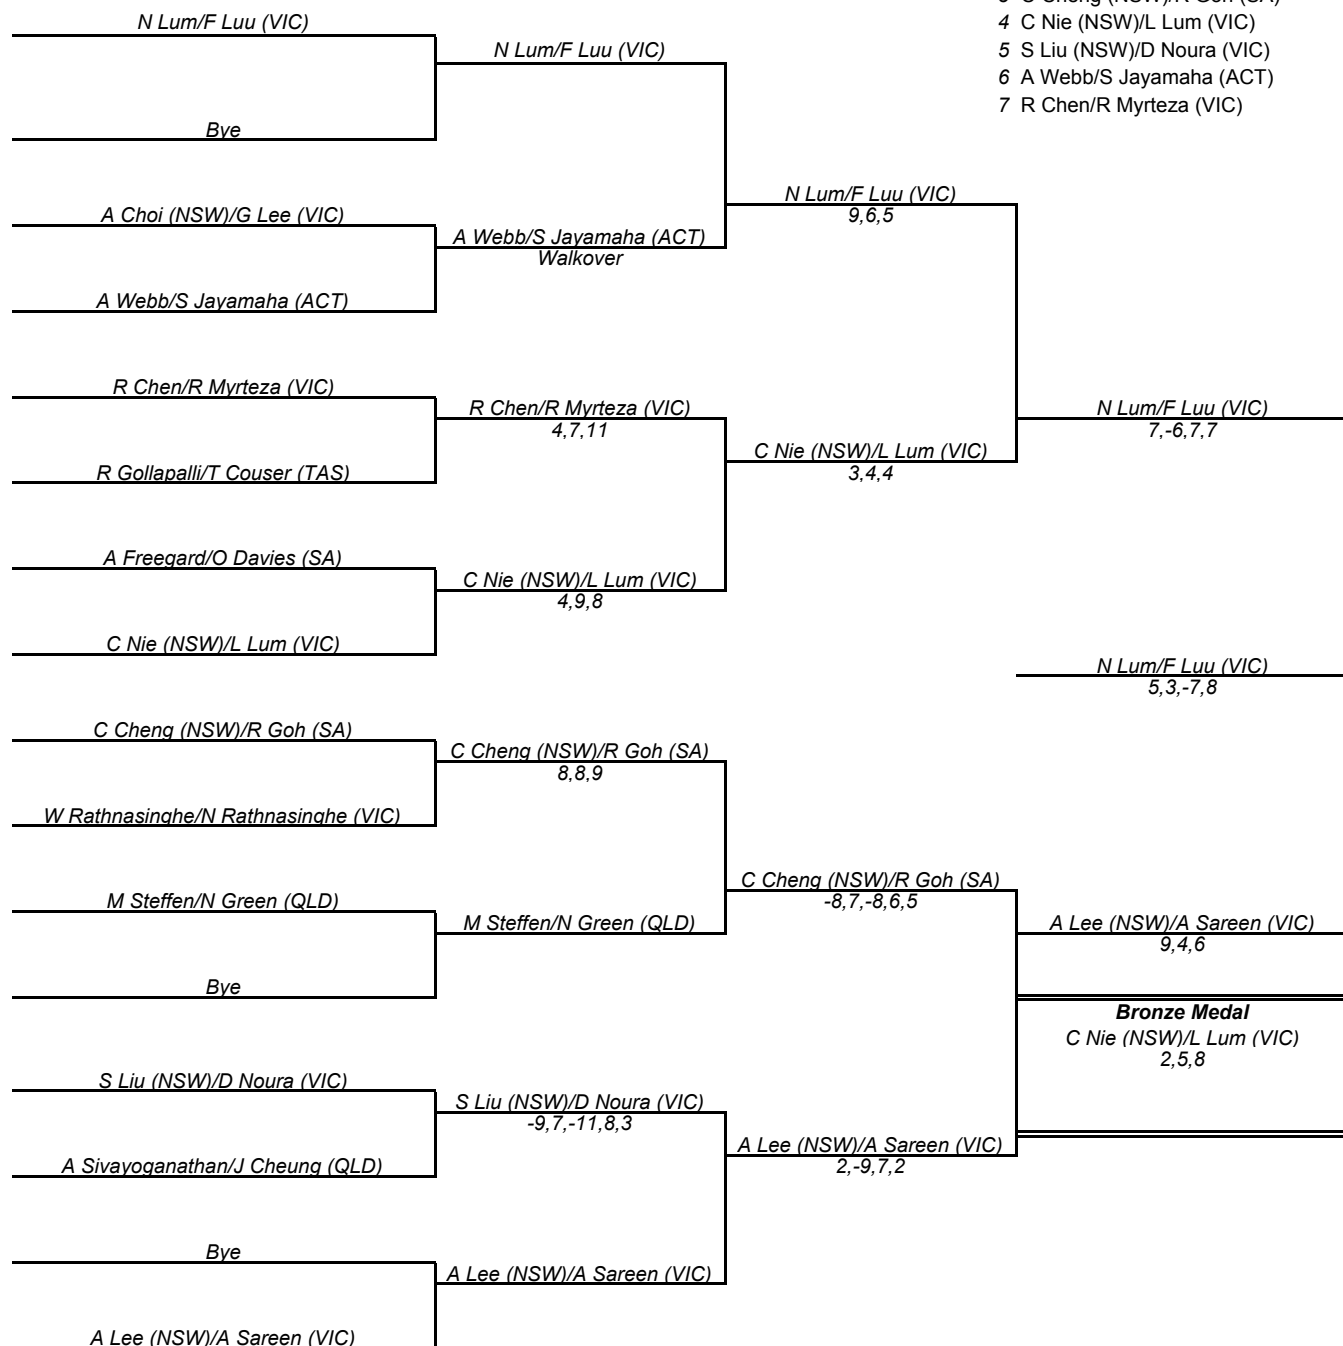 3 C Cheng (NSW)/R Goh (SA)
4 C Nie (NSW)/L Lum (VIC)
5 S Liu (NSW)/D Noura (VIC)
6 A Webb/S Jayamaha (ACT)
7 R Chen/R Myrteza (VIC)
N Lum/F Luu (VIC)
Bye
A Choi (NSW)/G Lee (VIC)
A Webb/S Jayamaha (ACT)
R Chen/R Myrteza (VIC)
R Gollapalli/T Couser (TAS)
A Freegard/O Davies (SA)
C Nie (NSW)/L Lum (VIC)
C Cheng (NSW)/R Goh (SA)
W Rathnasinghe/N Rathnasinghe (VIC)
M Steffen/N Green (QLD)
Bye
S Liu (NSW)/D Noura (VIC)
A Sivayoganathan/J Cheung (QLD)
Bye
A Lee (NSW)/A Sareen (VIC)
N Lum/F Luu (VIC)
A Webb/S Jayamaha (ACT)
Walkover
R Chen/R Myrteza (VIC)
4,7,11
C Nie (NSW)/L Lum (VIC)
4,9,8
C Cheng (NSW)/R Goh (SA)
8,8,9
M Steffen/N Green (QLD)
S Liu (NSW)/D Noura (VIC)
-9,7,-11,8,3
A Lee (NSW)/A Sareen (VIC)
N Lum/F Luu (VIC)
9,6,5
C Nie (NSW)/L Lum (VIC)
3,4,4
C Cheng (NSW)/R Goh (SA)
-8,7,-8,6,5
A Lee (NSW)/A Sareen (VIC)
2,-9,7,2
N Lum/F Luu (VIC)
7,-6,7,7
N Lum/F Luu (VIC)
5,3,-7,8
A Lee (NSW)/A Sareen (VIC)
9,4,6
Bronze Medal
C Nie (NSW)/L Lum (VIC)
2,5,8